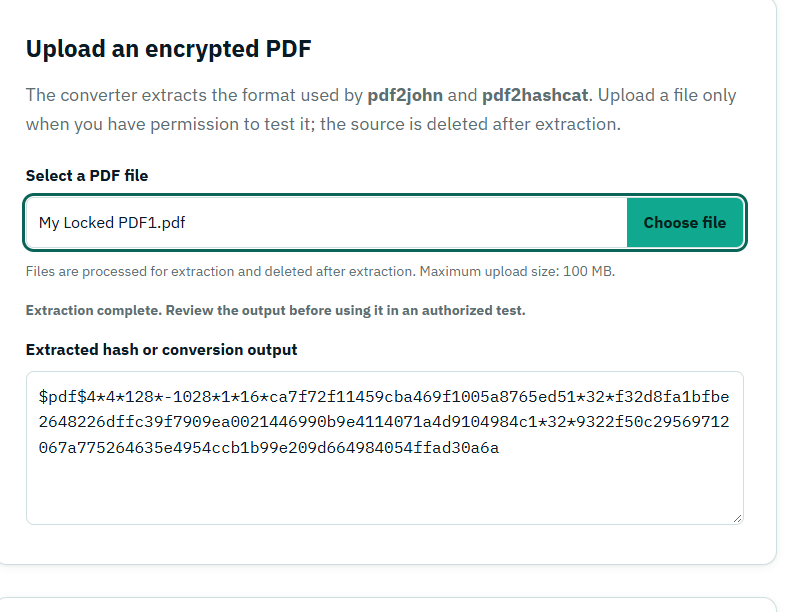 Upload an encrypted PDF
The converter extracts the format used by pdf2john and pdf2hashcat. Upload a file only
when you have permission to test it; the source is deleted after extraction.
Select a PDF file
My Locked PDF1.pdf
Choose file
Files are processed for extraction and deleted after extraction. Maximum upload size: 100 MB.
Extraction complete. Review the output before using it in an authorized test.
Extracted hash or conversion output
$pdf$4*4*128*-1028*1*16*ca7f72f11459cba469f1005a8765ed51*32*f32d8fa1bfbe
2648226dffc39f7909ea0021446990b9e4114071a4d9104984c1*32*9322f50c29569712
067a775264635e4954ccb1b99e209d664984054ffad30a6a